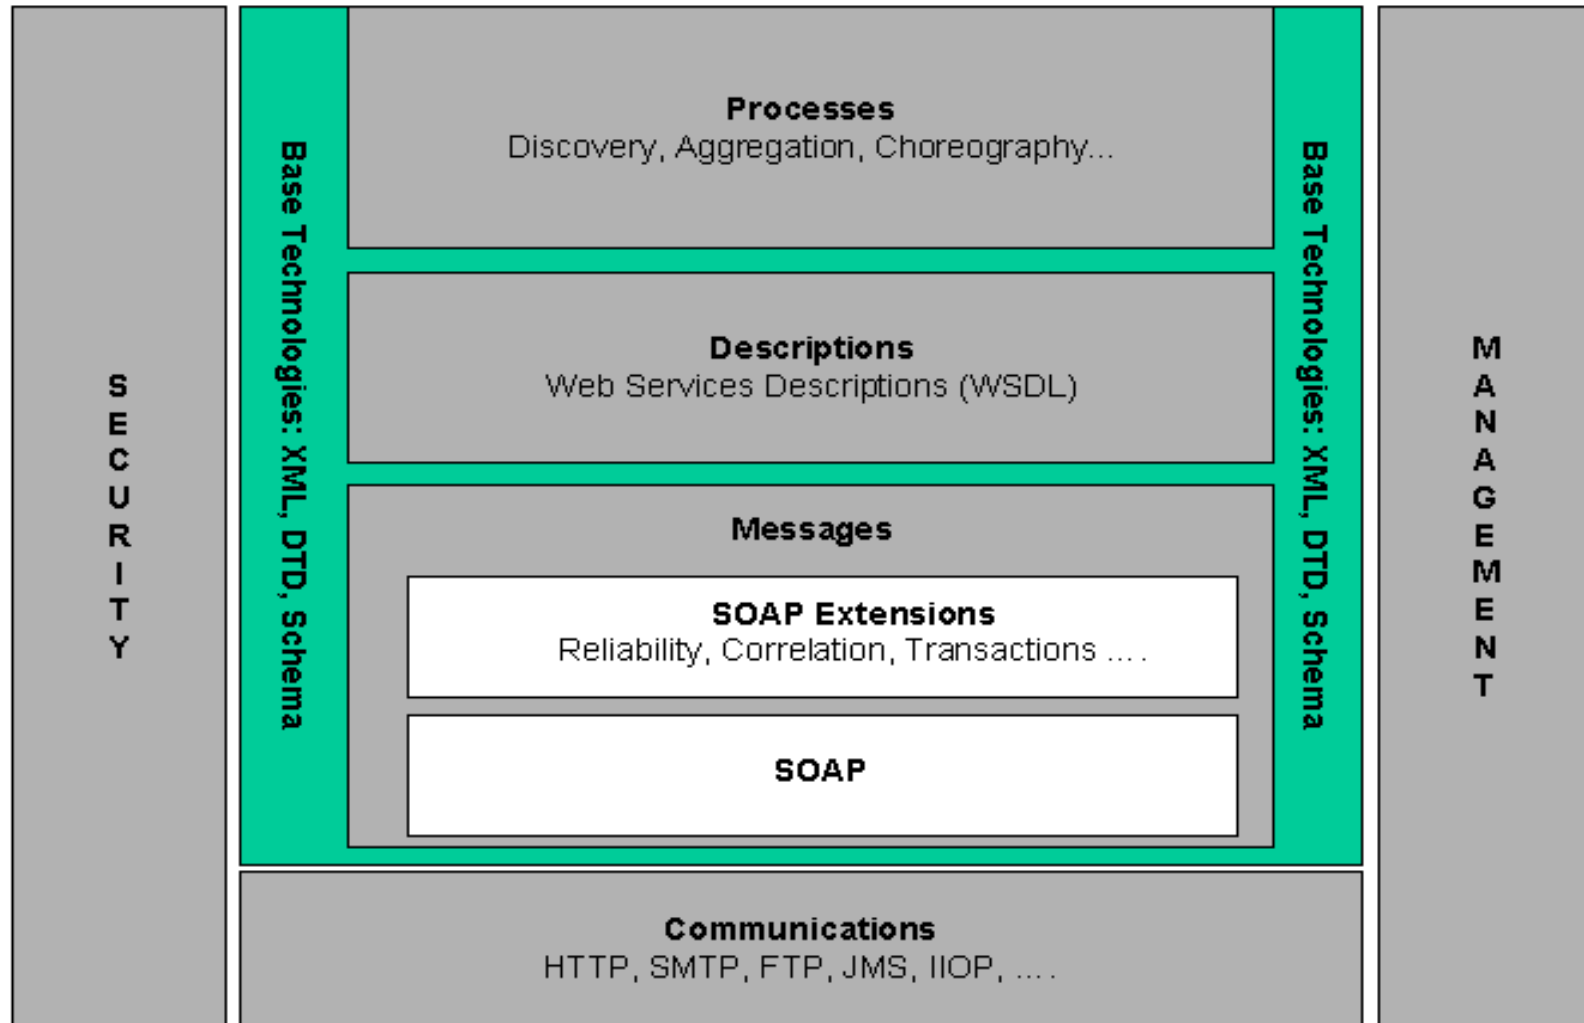 SECURITY
Base Technologies: XML, DTD, Schema
Processes
Discovery, Aggregation, Choreography...
Descriptions
Web Services Descriptions (WSDL)
Messages
SOAP Extensions
Reliability, Correlation, Transactions ....
SOAP
Base Technologies: XML, DTD, Schema
MANAGEMENT
Communications
HTTP, SMTP, FTP, JMS, IIOP, ....